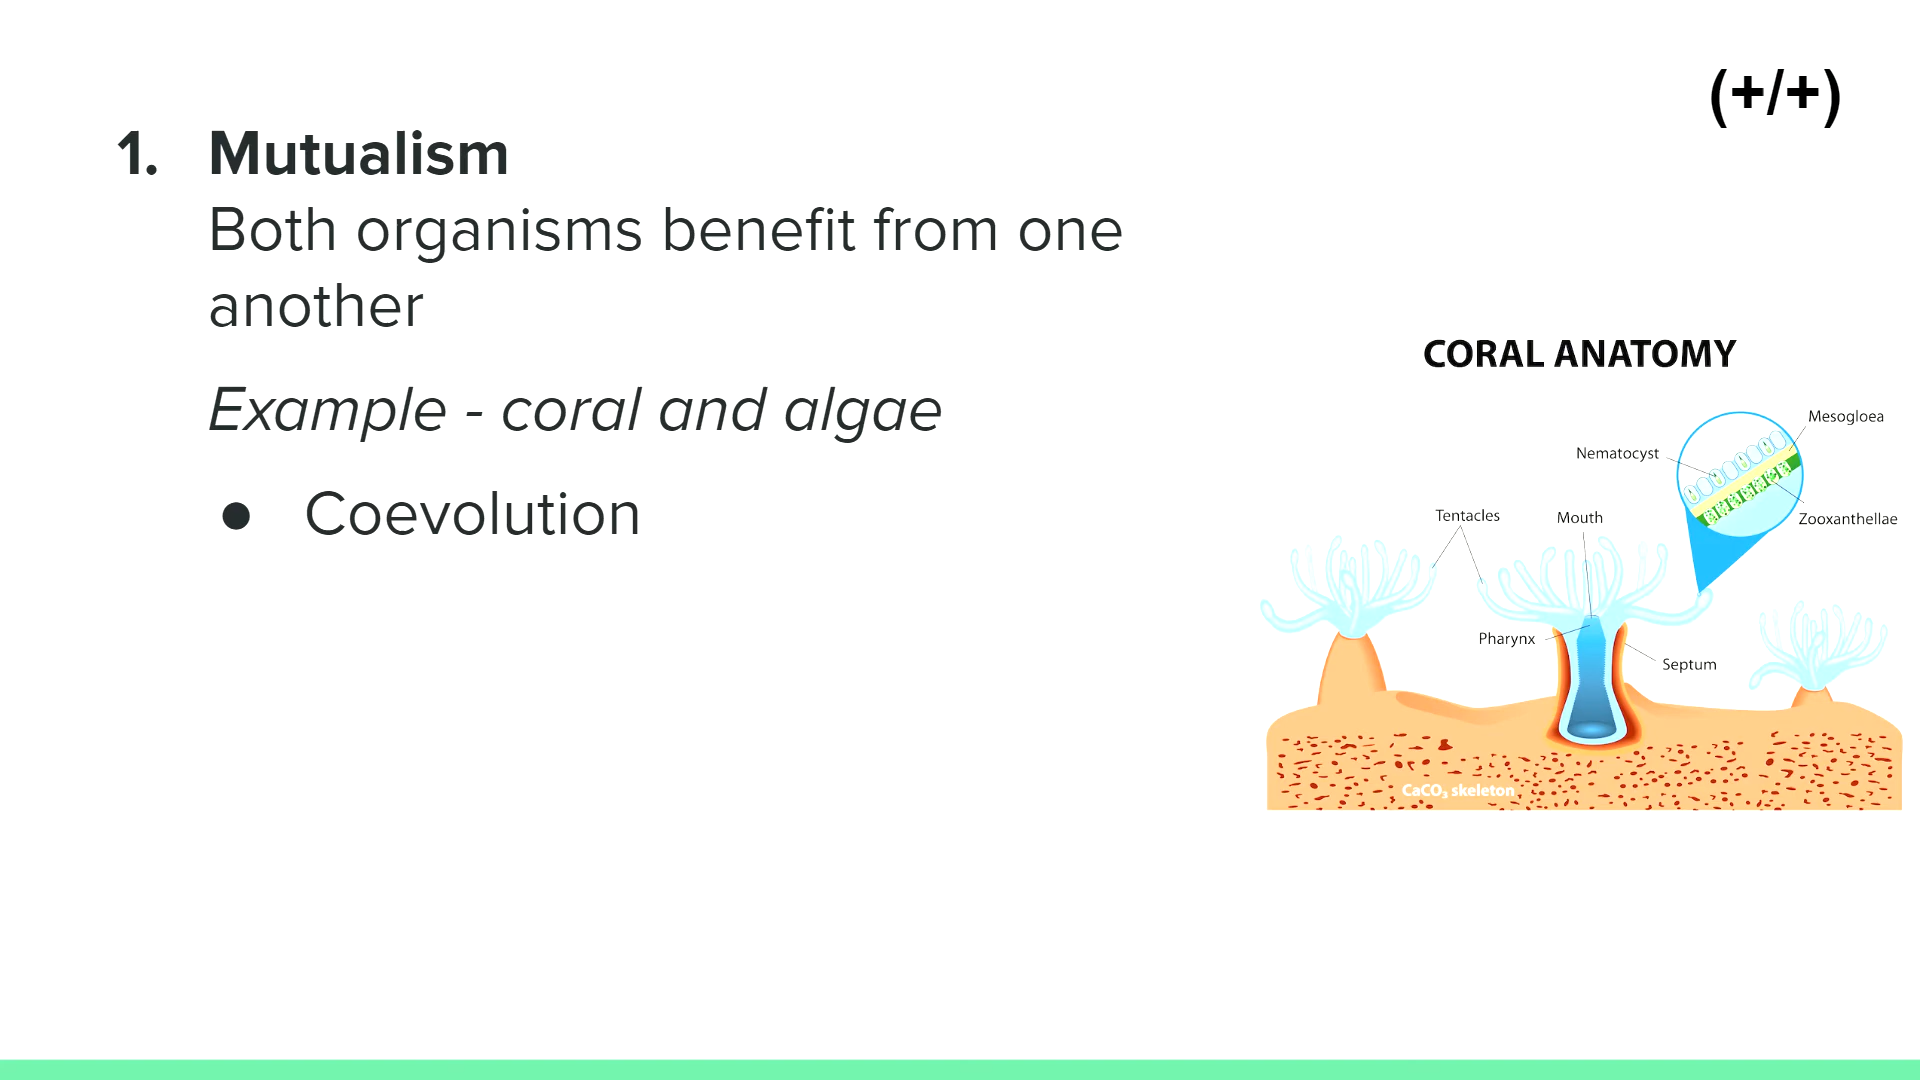 (+/+)
1. Mutualism
Both organisms benefit from one
another
Example - coral and algae
● Coevolution
CORAL ANATOMY
Mesogloea
Nematocyst
Zooxanthellae
Tentacles
Mouth
Pharynx
Septum
CaCO₃ skeleton